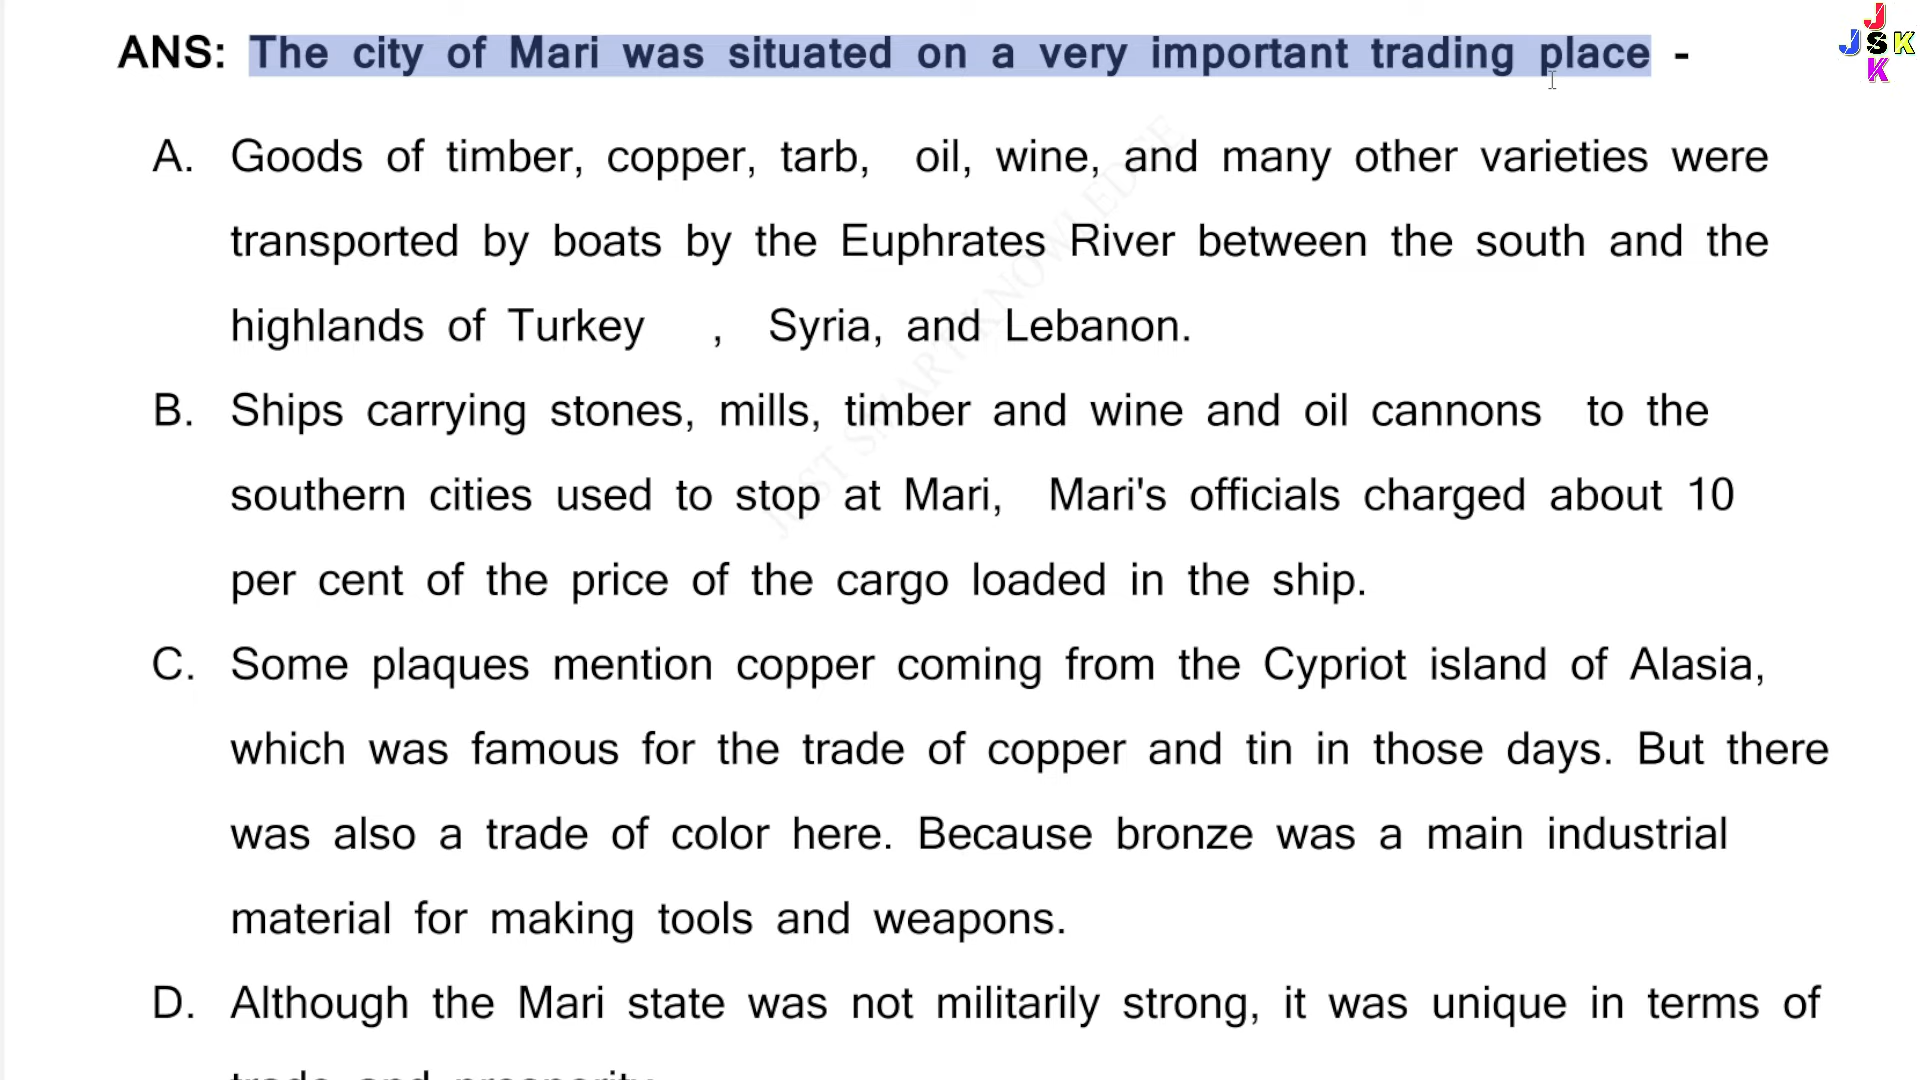 J
J S K
K
ANS: The city of Mari was situated on a very important trading place -
A. Goods of timber, copper, tarb, oil, wine, and many other varieties were
transported by boats by the Euphrates River between the south and the
highlands of Turkey , Syria, and Lebanon.
B. Ships carrying stones, mills, timber and wine and oil cannons to the
southern cities used to stop at Mari, Mari's officials charged about 10
per cent of the price of the cargo loaded in the ship.
C. Some plaques mention copper coming from the Cypriot island of Alasia,
which was famous for the trade of copper and tin in those days. But there
was also a trade of color here. Because bronze was a main industrial
material for making tools and weapons.
D. Although the Mari state was not militarily strong, it was unique in terms of
trade and prosperity.
JUST SMART KNOWLEDGE